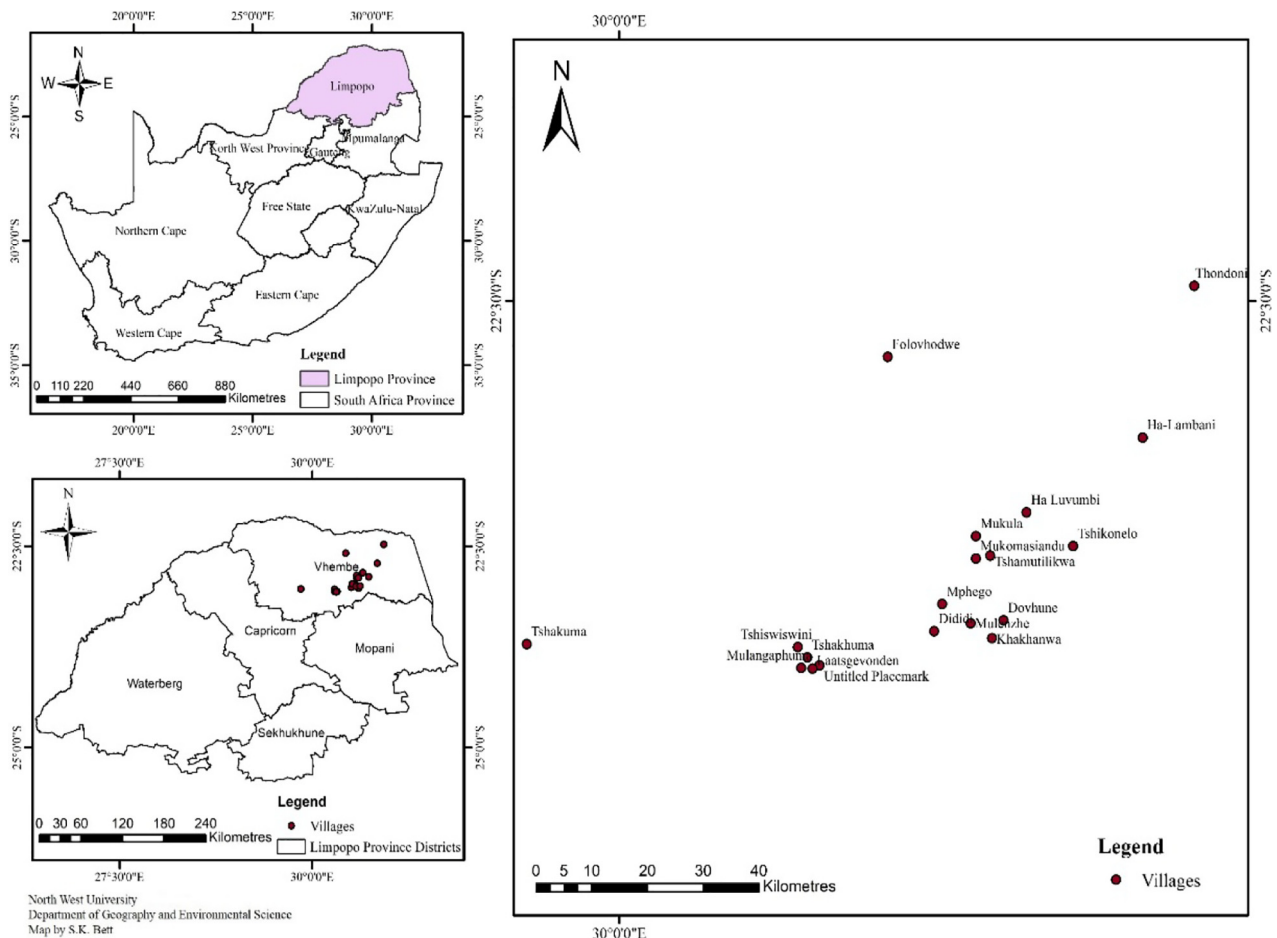 20°0'0"E 25°0'0"E 30°0'0"E
N
W E
S
Limpopo
25°0'0"S
25°0'0"S
Mpumalanga
North West Province
Gauteng
Free State
KwaZulu-Natal
Northern Cape
30°0'0"S
30°0'0"S
Eastern Cape
Western Cape
Legend
Limpopo Province
South Africa Province
35°0'0"S
35°0'0"S
0 110 220 440 660 880
Kilometres
20°0'0"E 25°0'0"E 30°0'0"E
27°30'0"E 30°0'0"E
N
22°30'0"S
22°30'0"S
Vhembe
Capricorn
Mopani
Waterberg
Sekhukhune
25°0'0"S
25°0'0"S
Legend
Villages
Limpopo Province Districts
0 30 60 120 180 240
Kilometres
27°30'0"E 30°0'0"E
North West University
Department of Geography and Environmental Science
Map by S.K. Bett
30°0'0"E
N
Thondoni
22°30'0"S
22°30'0"S
Folovhodwe
Ha-Lambani
Ha Luvumbi
Mukula
Tshikonelo
Mukomasiandu
Tshamutilikwa
Mphego
Dovhune
Dididi
Mulenzhe
Khakhanwa
Tshakuma
Tshiswiswini
Tshakhuma
Mulangaphuma
Laatsgevonden
Untitled Placemark
Legend
Villages
0 5 10 20 30 40
Kilometres
30°0'0"E